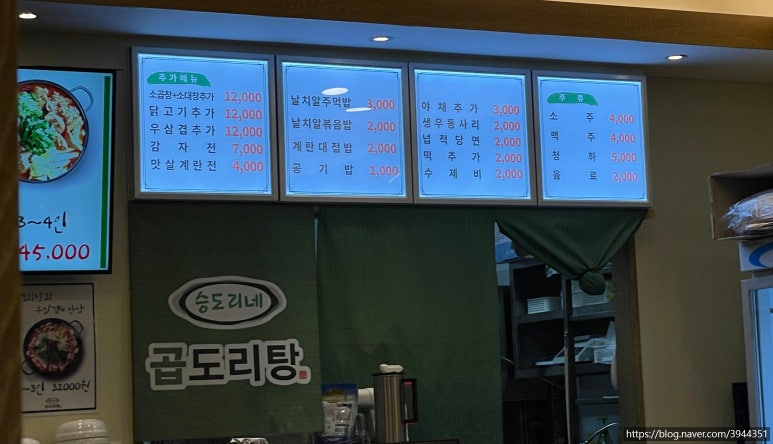 추가메뉴
소곱창+소대창추가 12,000
닭고기추가 12,000
우삼겹추가 12,000
감자전 7,000
맛살계란전 4,000
날치알주먹밥 3,000
날치알볶음밥 2,000
계란대접밥 2,000
공기밥 1,000
야채추가 3,000
생우동사리 2,000
넙적당면 2,000
떡추가 2,000
수제비 2,000
주류
소주 4,000
맥주 4,000
청하 5,000
음료 2,000
3~4인
45.000
승도리네
곱도리탕
32000원
https://blog.naver.com/3944351